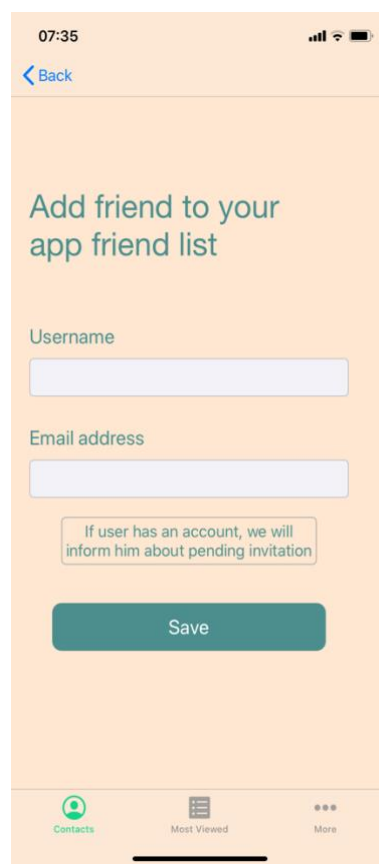 07:35
Back
Add friend to your
app friend list
Username
Email address
If user has an account, we will
inform him about pending invitation
Save
Contacts
Most Viewed
More